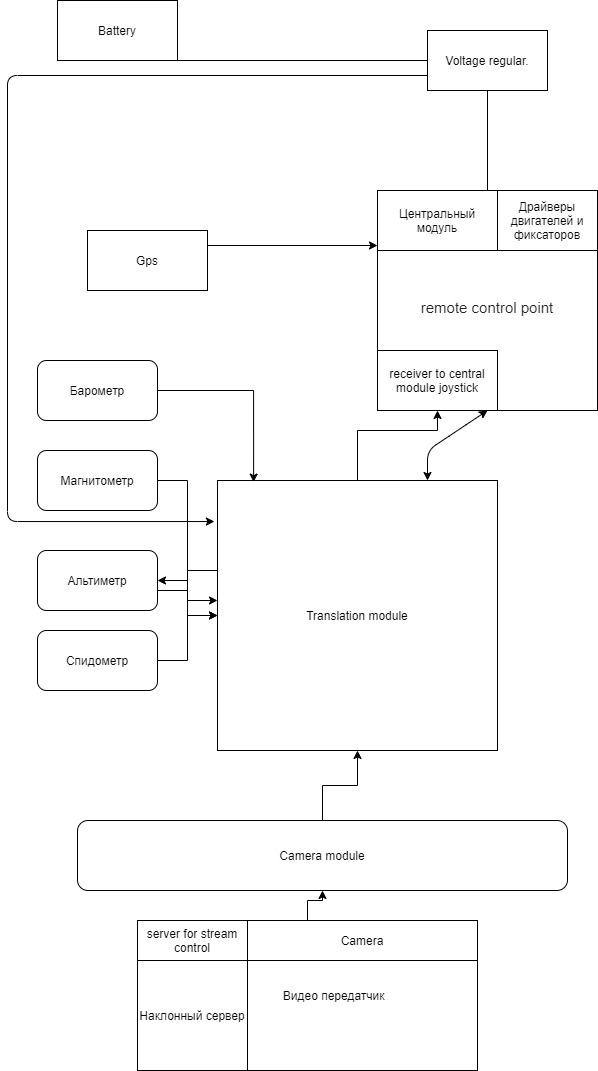 Battery
Voltage regular.
Центральный
модуль
Драйверы
двигателей и
фиксаторов
Gps
remote control point
receiver to central
module joystick
Барометр
Магнитометр
Альтиметр
Translation module
Спидометр
Camera module
server for stream
control
Camera
Видео передатчик
Наклонный сервер